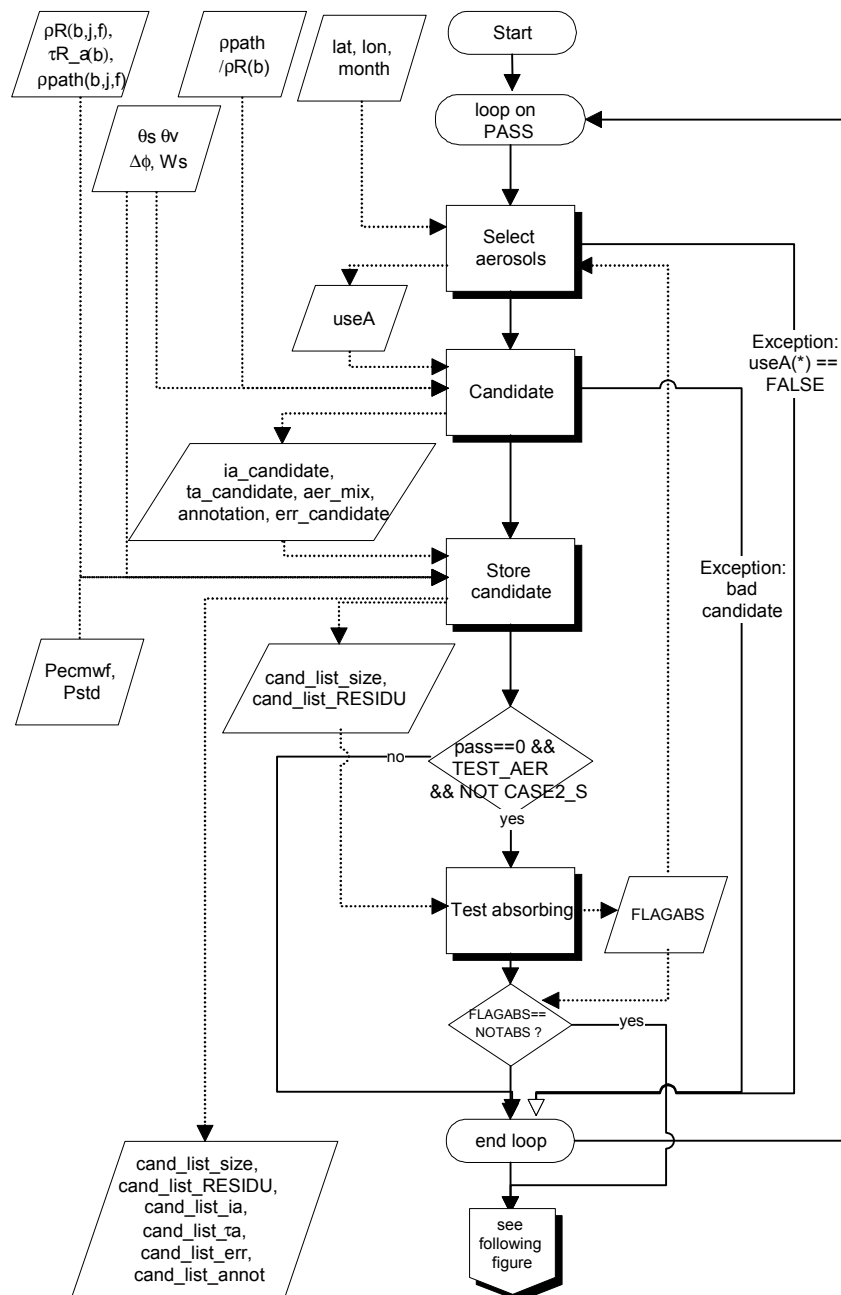 ρR(b,j,f),
τR_a(b),
ρpath(b,j,f)
ρpath
/ρR(b)
lat, lon,
month
Start
loop on
PASS
θs θv
Δϕ, Ws
Select
aerosols
useA
Exception:
useA(*) ==
FALSE
Candidate
ia_candidate,
ta_candidate, aer_mix,
annotation, err_candidate
Store
candidate
Exception:
bad
candidate
Pecmwf,
Pstd
cand_list_size,
cand_list_RESIDU
pass==0 &&
TEST_AER
&& NOT CASE2_S
no
yes
Test absorbing
FLAGABS
FLAGABS==
NOTABS ?
yes
end loop
cand_list_size,
cand_list_RESIDU,
cand_list_ia,
cand_list_τa,
cand_list_err,
cand_list_annot
see
following
figure